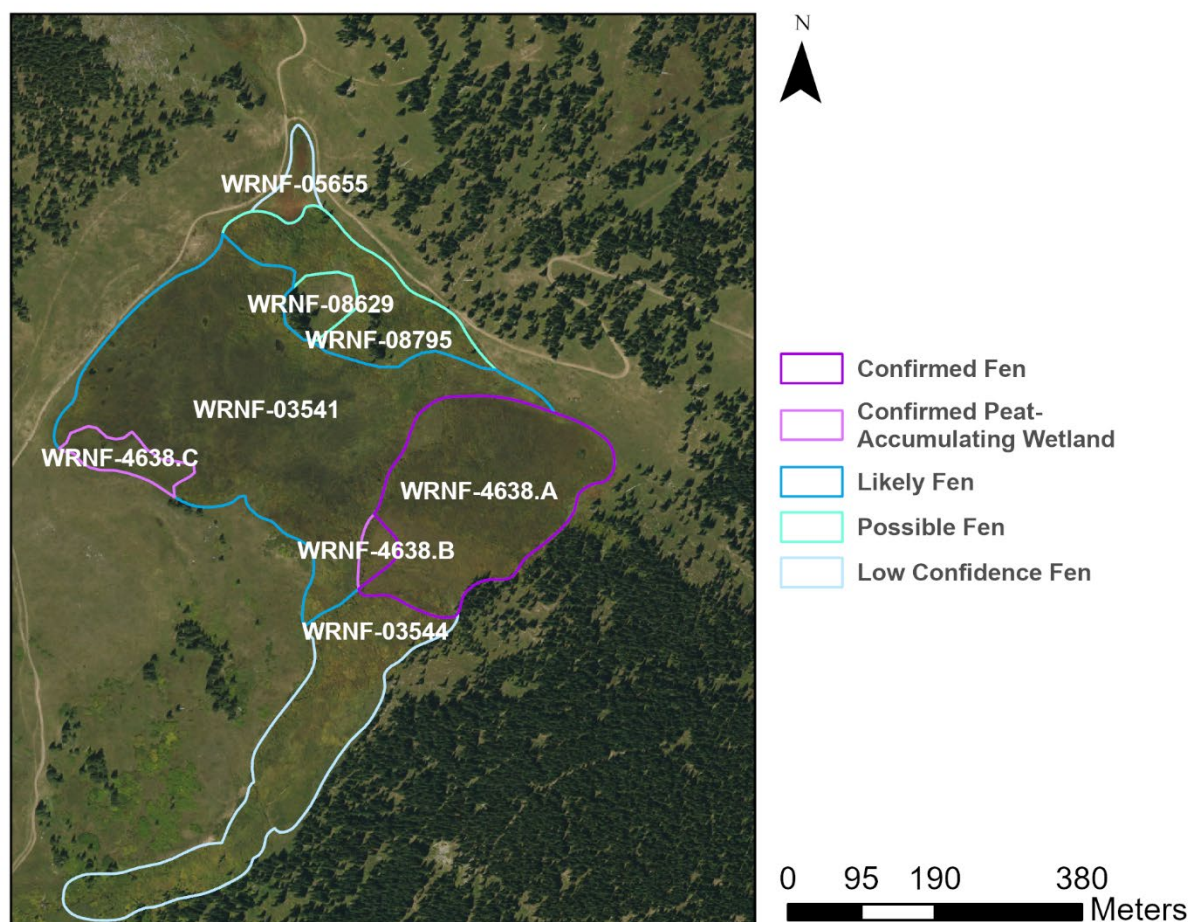 N
WRNF-05655
WRNF-08629
WRNF-08795
WRNF-03541
WRNF-4638.C
WRNF-4638.A
WRNF-4638.B
WRNF-03544
Confirmed Fen
Confirmed Peat-
Accumulating Wetland
Likely Fen
Possible Fen
Low Confidence Fen
0 95 190 380
Meters